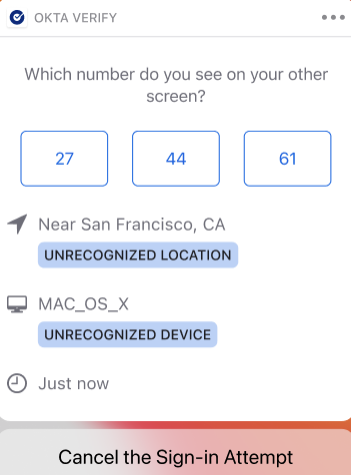 OKTA VERIFY
Which number do you see on your other
screen?
27 44 61
Near San Francisco, CA
UNRECOGNIZED LOCATION
MAC_OS_X
UNRECOGNIZED DEVICE
Just now
Cancel the Sign-in Attempt